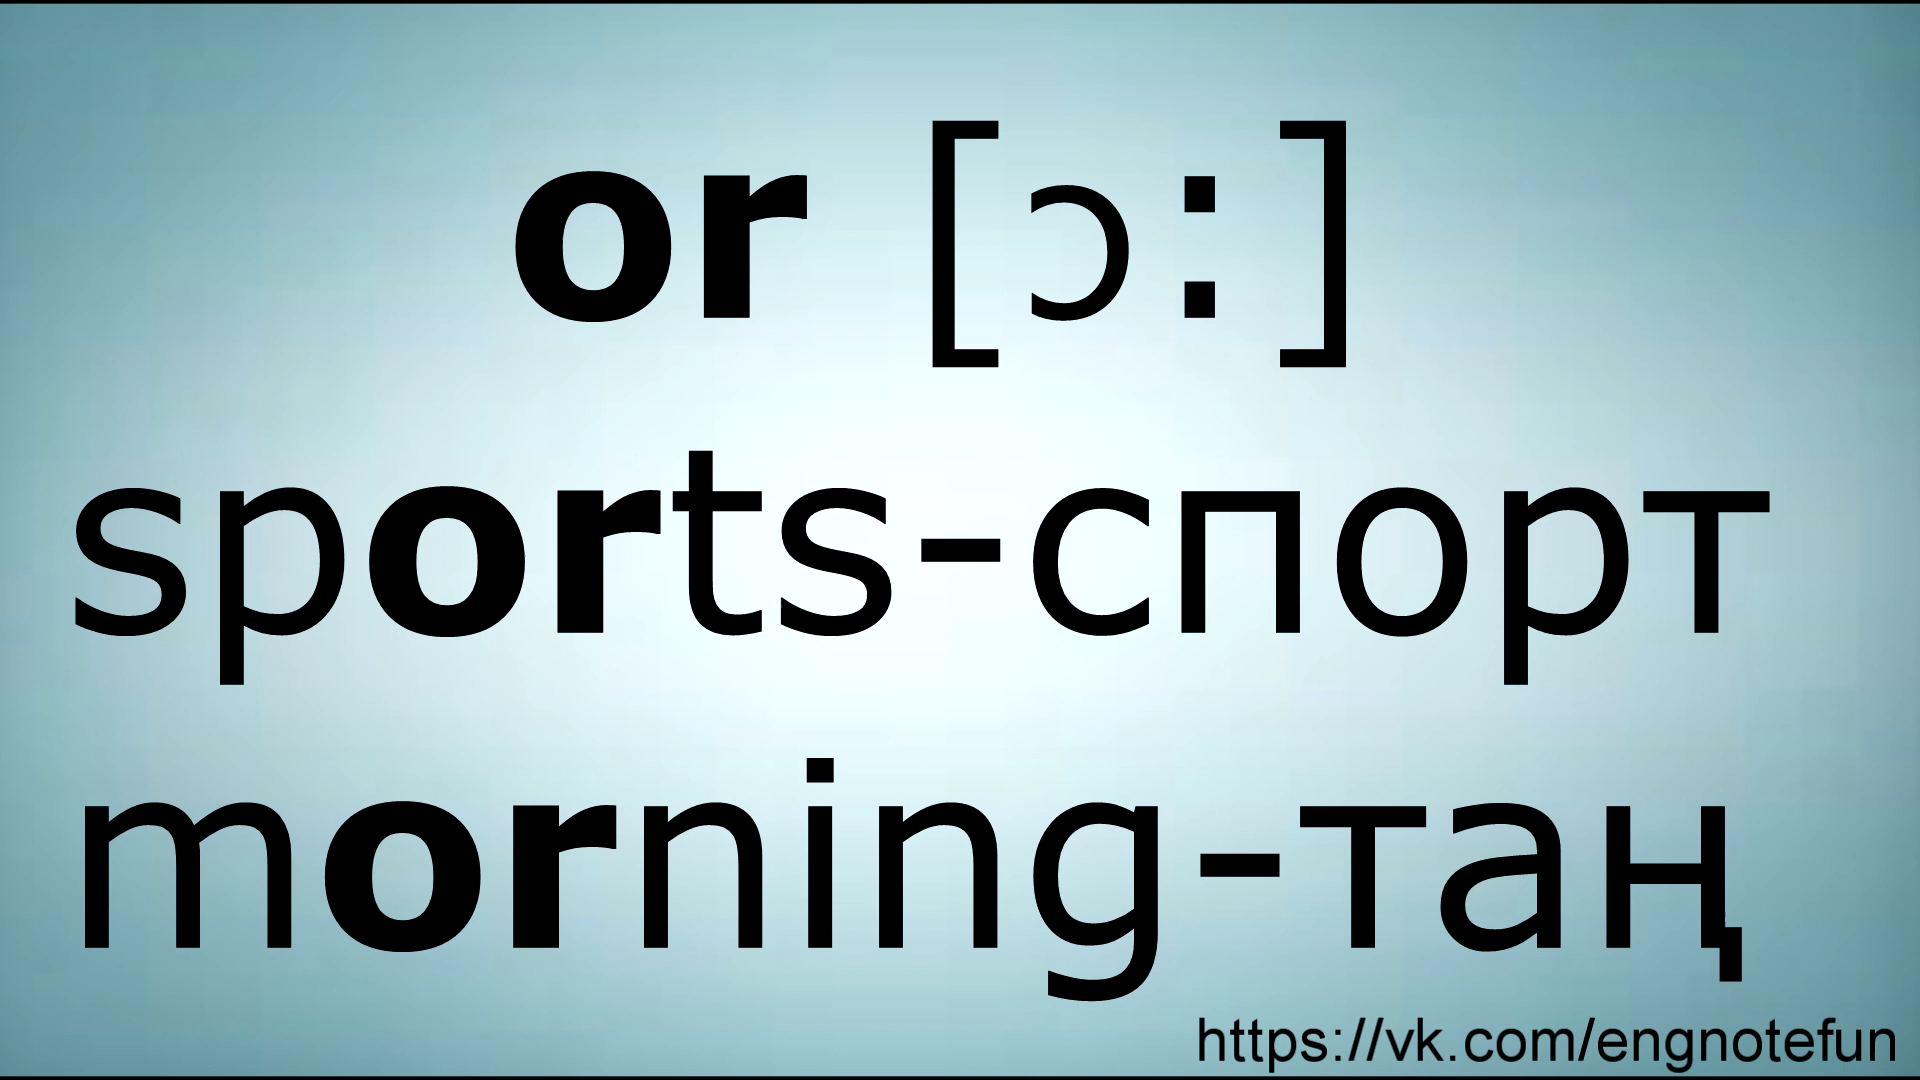 or [ɔ:]
sports-спорт
morning-таң
https://vk.com/engnotefun